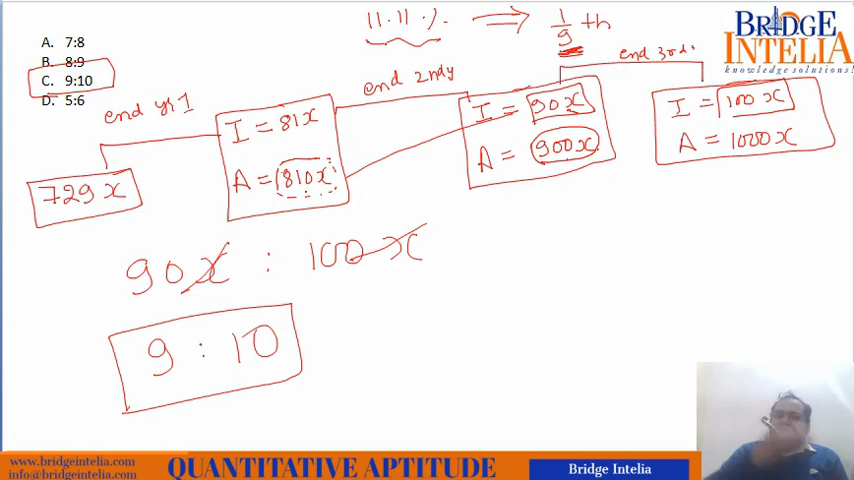 A. 7:8
B. 8:9
C. 9:10
D. 5:6
11.11 %. ⇒ 1/9 th
BRIDGE
INTELIA
knowledge solutions!
end yr 1
end 2ndy
end 3rd.
729x
I = 81x
A = 810x
I = 90x
A = 900x
I = 100x
A = 1000x
90x : 100x
9 : 10
www.bridgeintelia.com
info@bridgeintelia.com
QUANTITATIVE APTITUDE
Bridge Intelia